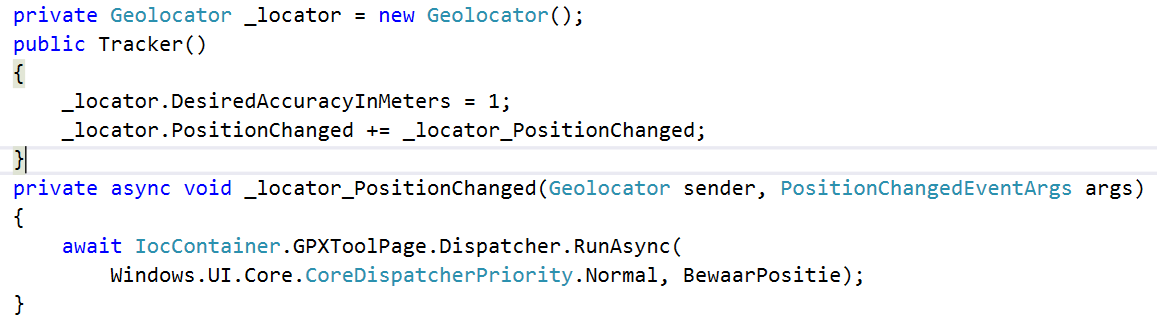 private Geolocator _locator = new Geolocator();
public Tracker()
{
    _locator.DesiredAccuracyInMeters = 1;
    _locator.PositionChanged += _locator_PositionChanged;
}
private async void _locator_PositionChanged(Geolocator sender, PositionChangedEventArgs args)
{
    await IocContainer.GPXToolPage.Dispatcher.RunAsync(
        Windows.UI.Core.CoreDispatcherPriority.Normal, BewaarPositie);
}